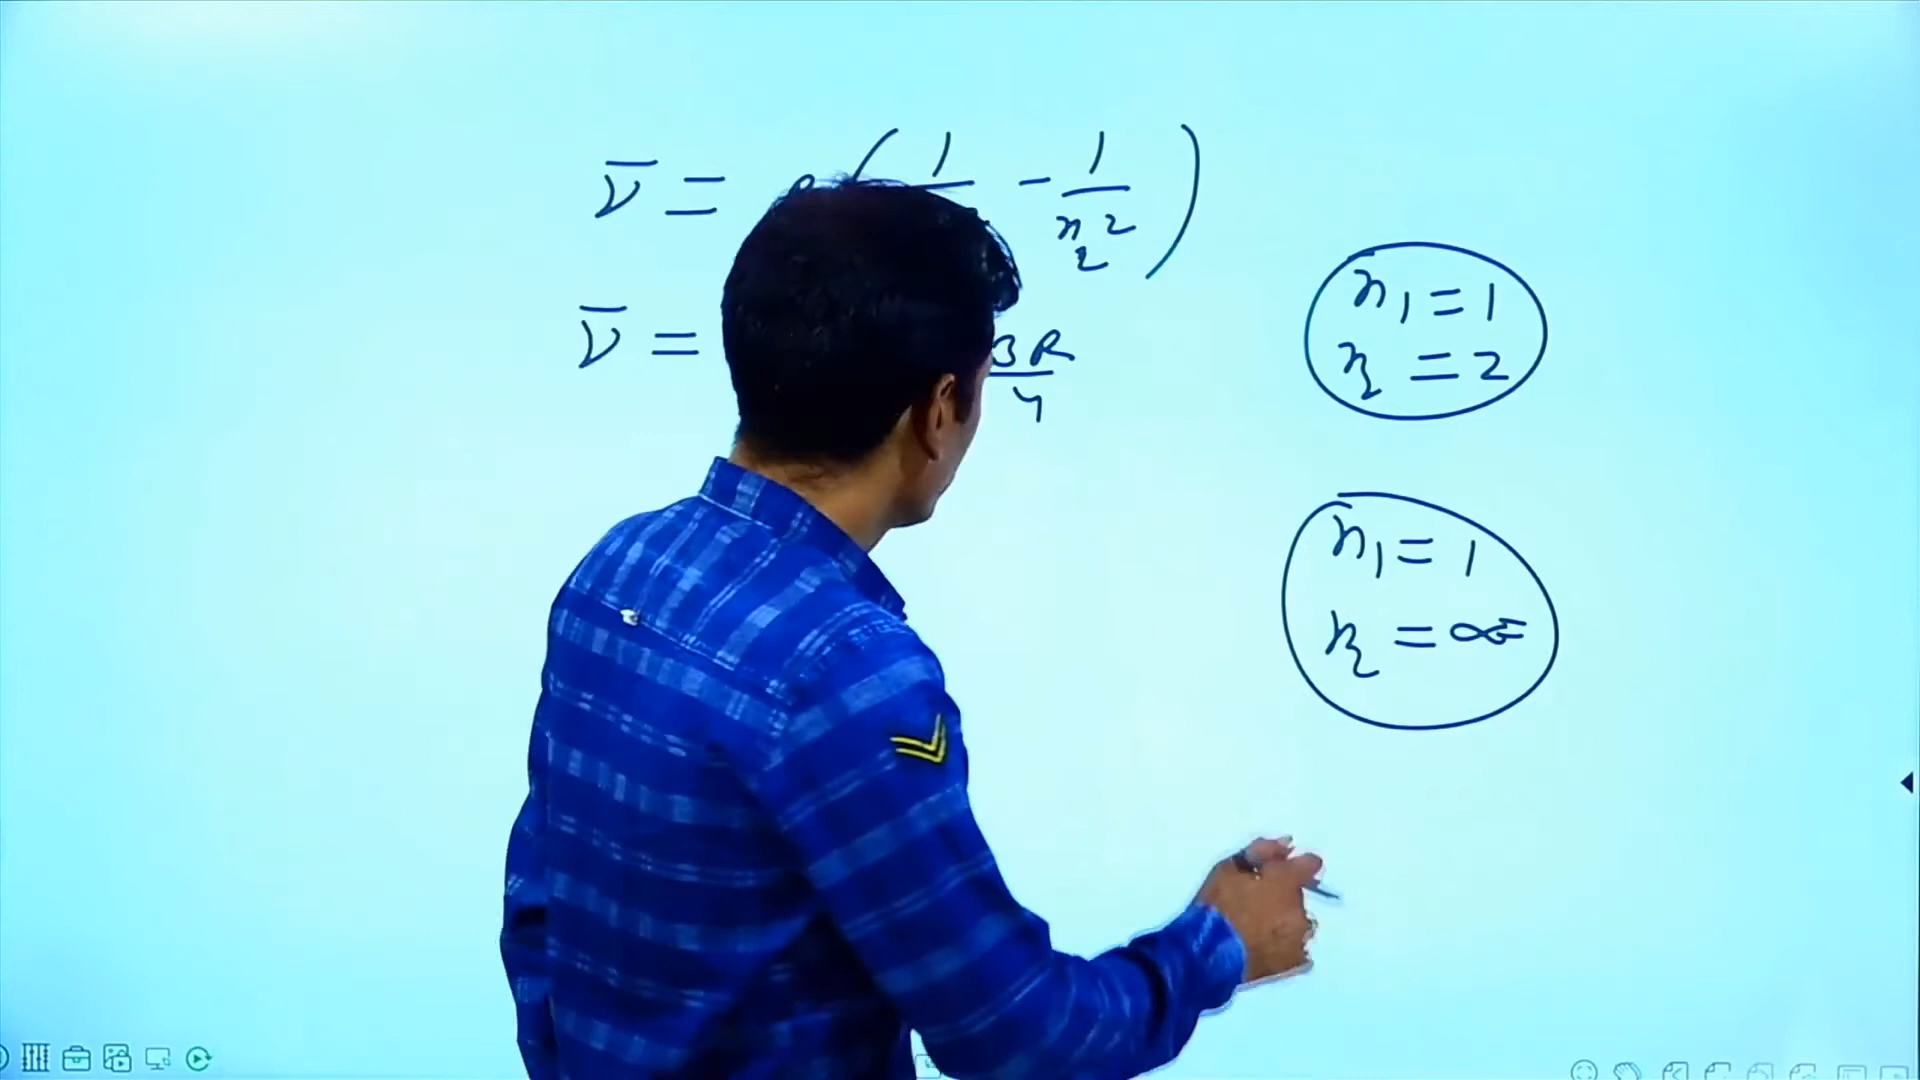 ν̅ = ( 1/ - 1/n₂² )
ν̅ = 3R/4
n₁ = 1
n₂ = 2
n₁ = 1
n₂ = ∞